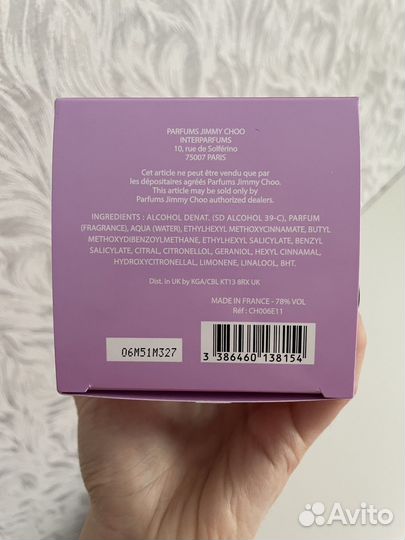 PARFUMS JIMMY CHOO
INTERPARFUMS
10, rue de Solférino
75007 PARIS
Cet article ne peut être vendu que par
les dépositaires agréés Parfums Jimmy Choo.
This article may be sold only by
Parfums Jimmy Choo authorized dealers.
INGREDIENTS : ALCOHOL DENAT. (SD ALCOHOL 39-C), PARFUM
(FRAGRANCE), AQUA (WATER), ETHYLHEXYL METHOXYCINNAMATE, BUTYL
METHOXYDIBENZOYLMETHANE, ETHYLHEXYL SALICYLATE, BENZYL
SALICYLATE, CITRAL, CITRONELLOL, GERANIOL, HEXYL CINNAMAL,
HYDROXYCITRONELLAL, LIMONENE, LINALOOL, BHT.
Dist. in UK by KGA/CBL KT13 8RX UK
MADE IN FRANCE - 78% VOL
Réf : CH006E11
06M51M327
3 386460 138154
Avito